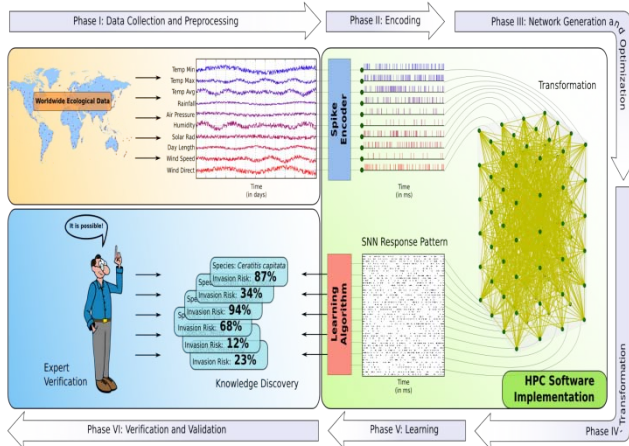 Phase I: Data Collection and Preprocessing
Phase II: Encoding
Phase III: Network Generation and Optimization
Worldwide Ecological Data
Temp Min
Temp Max
Temp Avg
Rainfall
Air Pressure
Humidity
Solar Rad
Day Length
Wind Speed
Wind Direct
Time
(in days)
Spike
Encoder
Time
(in ms)
Transformation
It is possible!
Expert
Verification
Species: Ceratitis capitata
Invasion Risk: 87%
Invasion Risk: 34%
Invasion Risk: 94%
Invasion Risk: 68%
Invasion Risk: 12%
Invasion Risk: 23%
Knowledge Discovery
Learning
Algorithm
SNN Response Pattern
Time
(in ms)
HPC Software
Implementation
Phase IV - Transformation
Phase V: Learning
Phase VI: Verification and Validation